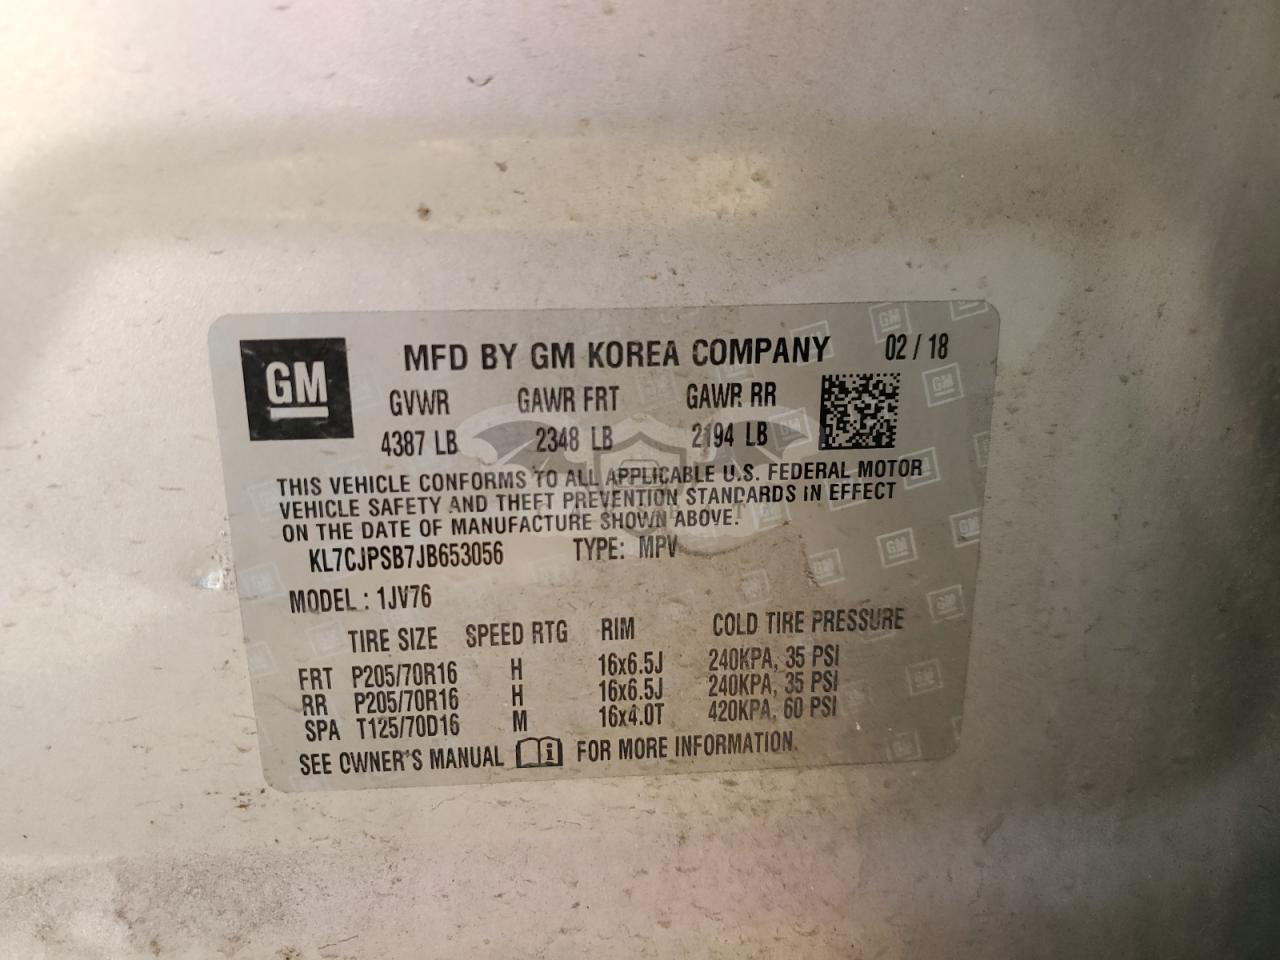 GM
MFD BY GM KOREA COMPANY 02 / 18
GVWR GAWR FRT GAWR RR
4387 LB 2348 LB 2194 LB
THIS VEHICLE CONFORMS TO ALL APPLICABLE U.S. FEDERAL MOTOR
VEHICLE SAFETY AND THEFT PREVENTION STANDARDS IN EFFECT
ON THE DATE OF MANUFACTURE SHOWN ABOVE.
KL7CJPSB7JB653056 TYPE: MPV
MODEL : 1JV76
TIRE SIZE SPEED RTG RIM COLD TIRE PRESSURE
FRT P205/70R16 H 16x6.5J 240KPA, 35 PSI
RR P205/70R16 H 16x6.5J 240KPA, 35 PSI
SPA T125/70D16 M 16x4.0T 420KPA, 60 PSI
SEE OWNER'S MANUAL i FOR MORE INFORMATION.